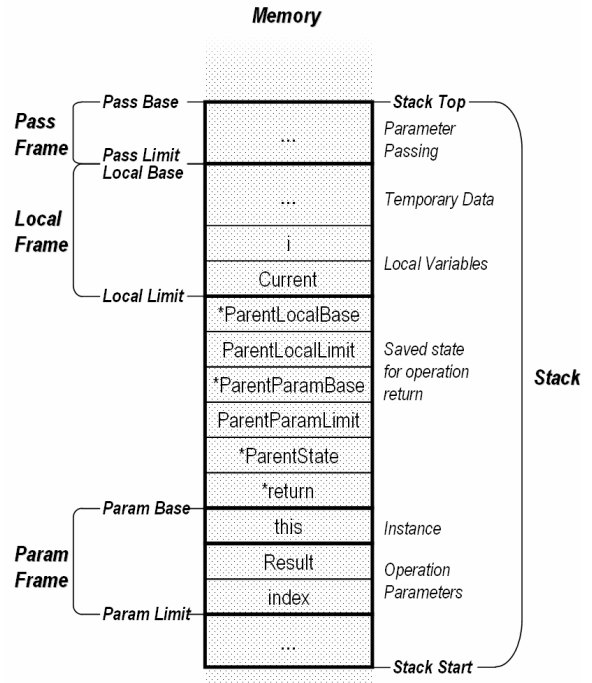 Memory
Pass Base
Stack Top
Pass
Frame
...
Parameter
Passing
Pass Limit
Local Base
...
Temporary Data
Local
Frame
i
Local Variables
Current
Local Limit
*ParentLocalBase
ParentLocalLimit
Saved state
for operation
return
*ParentParamBase
Stack
ParentParamLimit
*ParentState
*return
Param Base
this
Instance
Param
Frame
Result
Operation
Parameters
index
Param Limit
...
Stack Start